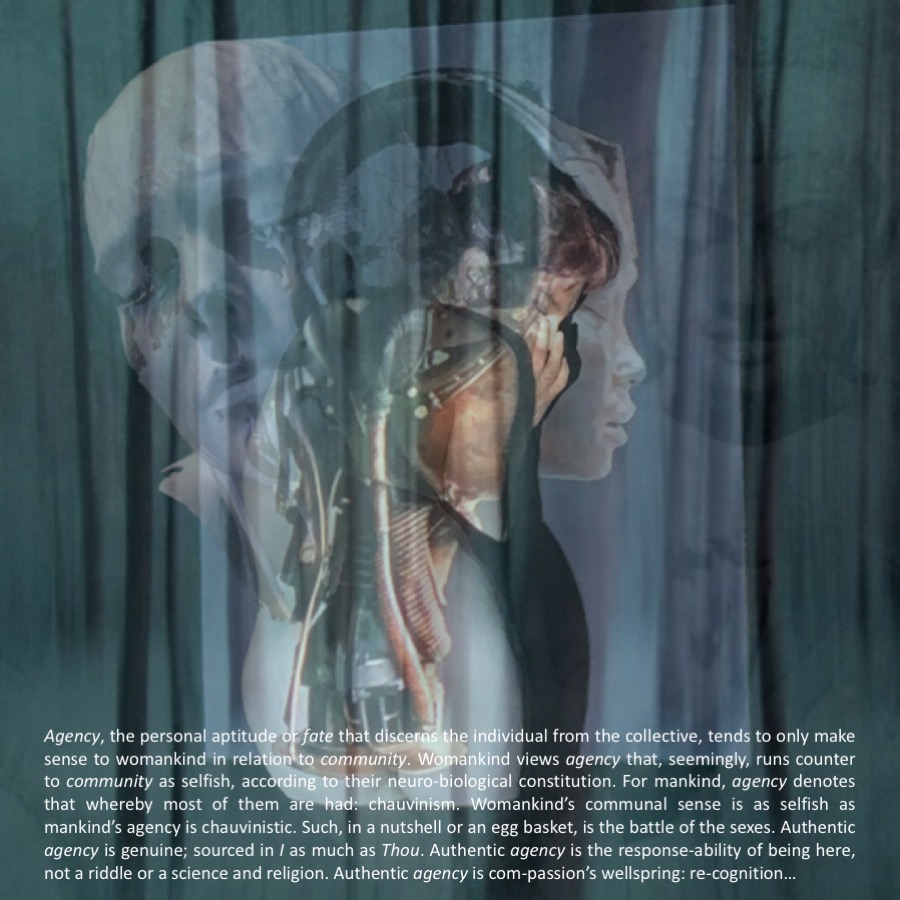 Agency, the personal aptitude or fate that discerns the individual from the collective, tends to only make
sense to womankind in relation to community. Womankind views agency that, seemingly, runs counter
to community as selfish, according to their neuro-biological constitution. For mankind, agency denotes
that whereby most of them are had: chauvinism. Womankind’s communal sense is as selfish as
mankind’s agency is chauvinistic. Such, in a nutshell or an egg basket, is the battle of the sexes. Authentic
agency is genuine; sourced in I as much as Thou. Authentic agency is the response-ability of being here,
not a riddle or a science and religion. Authentic agency is com-passion’s wellspring: re-cognition…